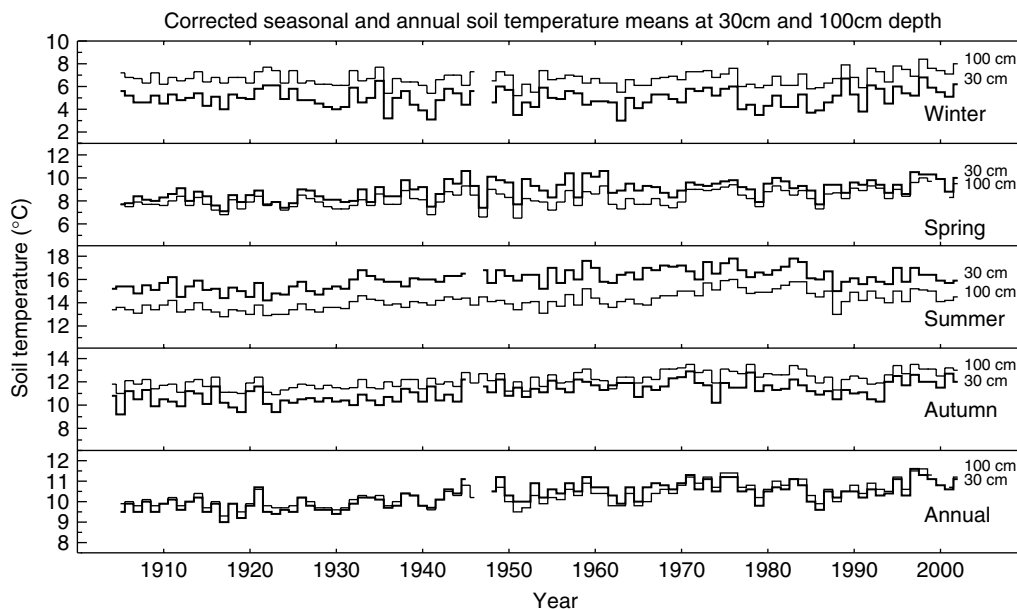 Corrected seasonal and annual soil temperature means at 30cm and 100cm depth
Soil temperature (°C)
10
8
6
4
2
100 cm
30 cm
Winter
12
10
8
6
30 cm
100 cm
Spring
18
16
14
12
30 cm
100 cm
Summer
14
12
10
8
100 cm
30 cm
Autumn
12
11
10
9
8
100 cm
30 cm
Annual
1910 1920 1930 1940 1950 1960 1970 1980 1990 2000
Year